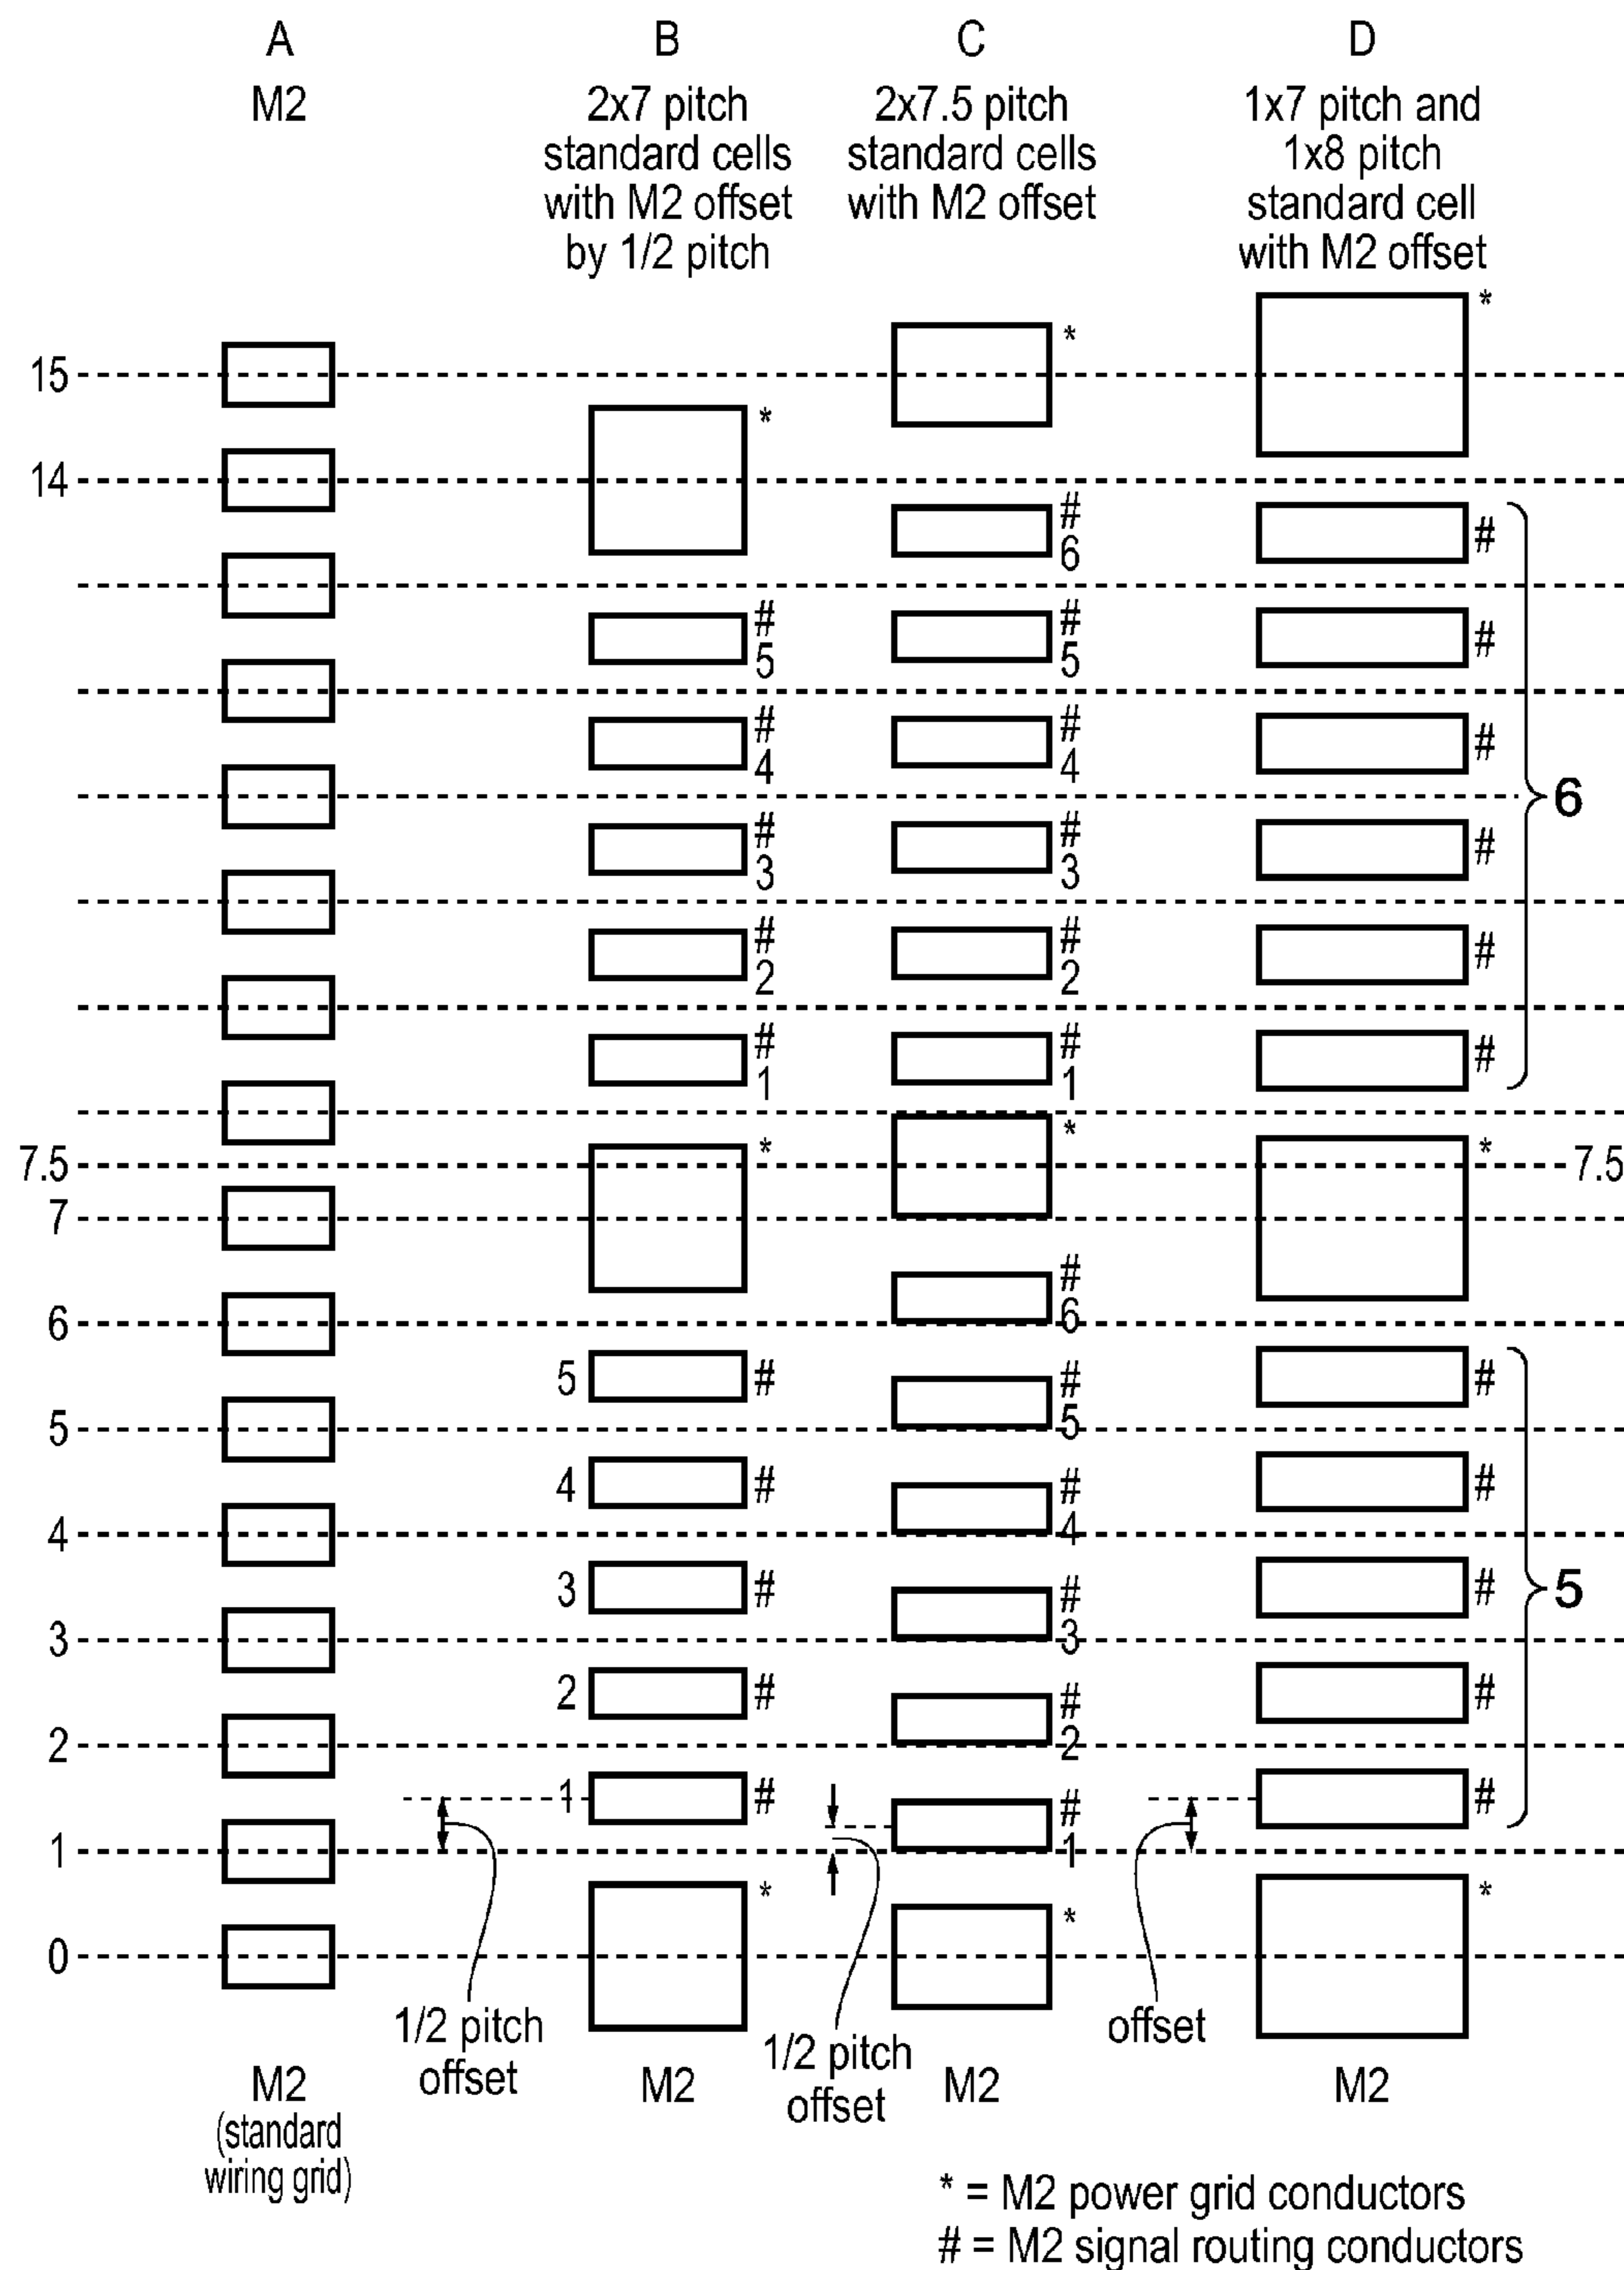 A
M2
B
2x7 pitch
standard cells
with M2 offset
by 1/2 pitch
C
2x7.5 pitch
standard cells
with M2 offset
D
1x7 pitch and
1x8 pitch
standard cell
with M2 offset
15
*
*
*
14
#
6
#
#
5
#
5
#
#
4
#
4
#
6
#
3
#
3
#
#
2
#
2
#
#
1
#
1
#
7.5
*
*
*
7.5
7
6
#
6
5
#
#
5
#
5
4
#
#
4
#
4
3
#
#
3
#
5
3
2
#
#
2
#
2
1
#
#
1
#
1
*
*
*
0
1/2 pitch
offset
1/2 pitch
offset
offset
M2
(standard
wiring grid)
M2
M2
M2
* = M2 power grid conductors
# = M2 signal routing conductors